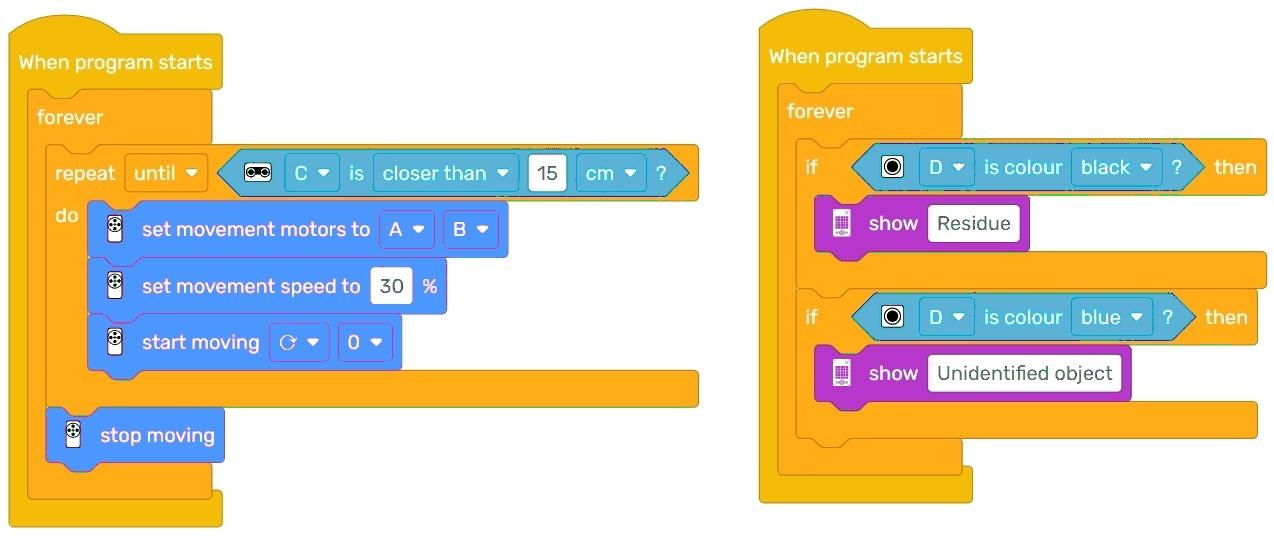 When program starts
forever
repeat until C is closer than 15 cm ?
do
set movement motors to A B
set movement speed to 30 %
start moving 0
stop moving
When program starts
forever
if D is colour black ? then
show Residue
if D is colour blue ? then
show Unidentified object